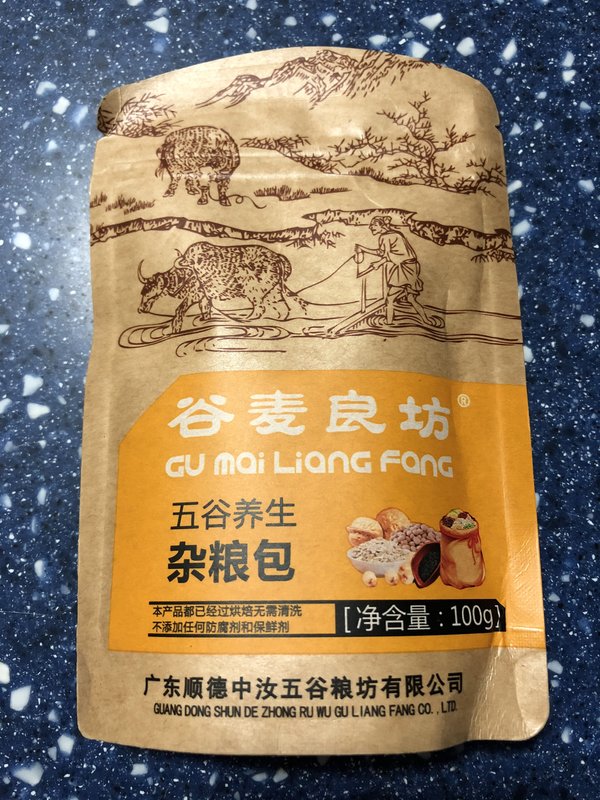 谷麦良坊®
GU mai Liang Fang
五谷养生
杂粮包
本产品都已经过烘焙无需清洗
不添加任何防腐剂和保鲜剂
[净含量:100g]
广东顺德中汝五谷粮坊有限公司
GUANG DONG SHUN DE ZHONG RU WU GU LIANG FANG CO., LTD.